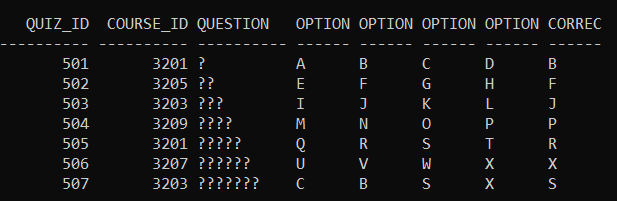 QUIZ_ID COURSE_ID QUESTION OPTION OPTION OPTION OPTION CORREC
---------- ---------- ---------- ------ ------ ------ ------ ------
501 3201 ? A B C D B
502 3205 ?? E F G H F
503 3203 ??? I J K L J
504 3209 ???? M N O P P
505 3201 ????? Q R S T R
506 3207 ?????? U V W X X
507 3203 ??????? C B S X S